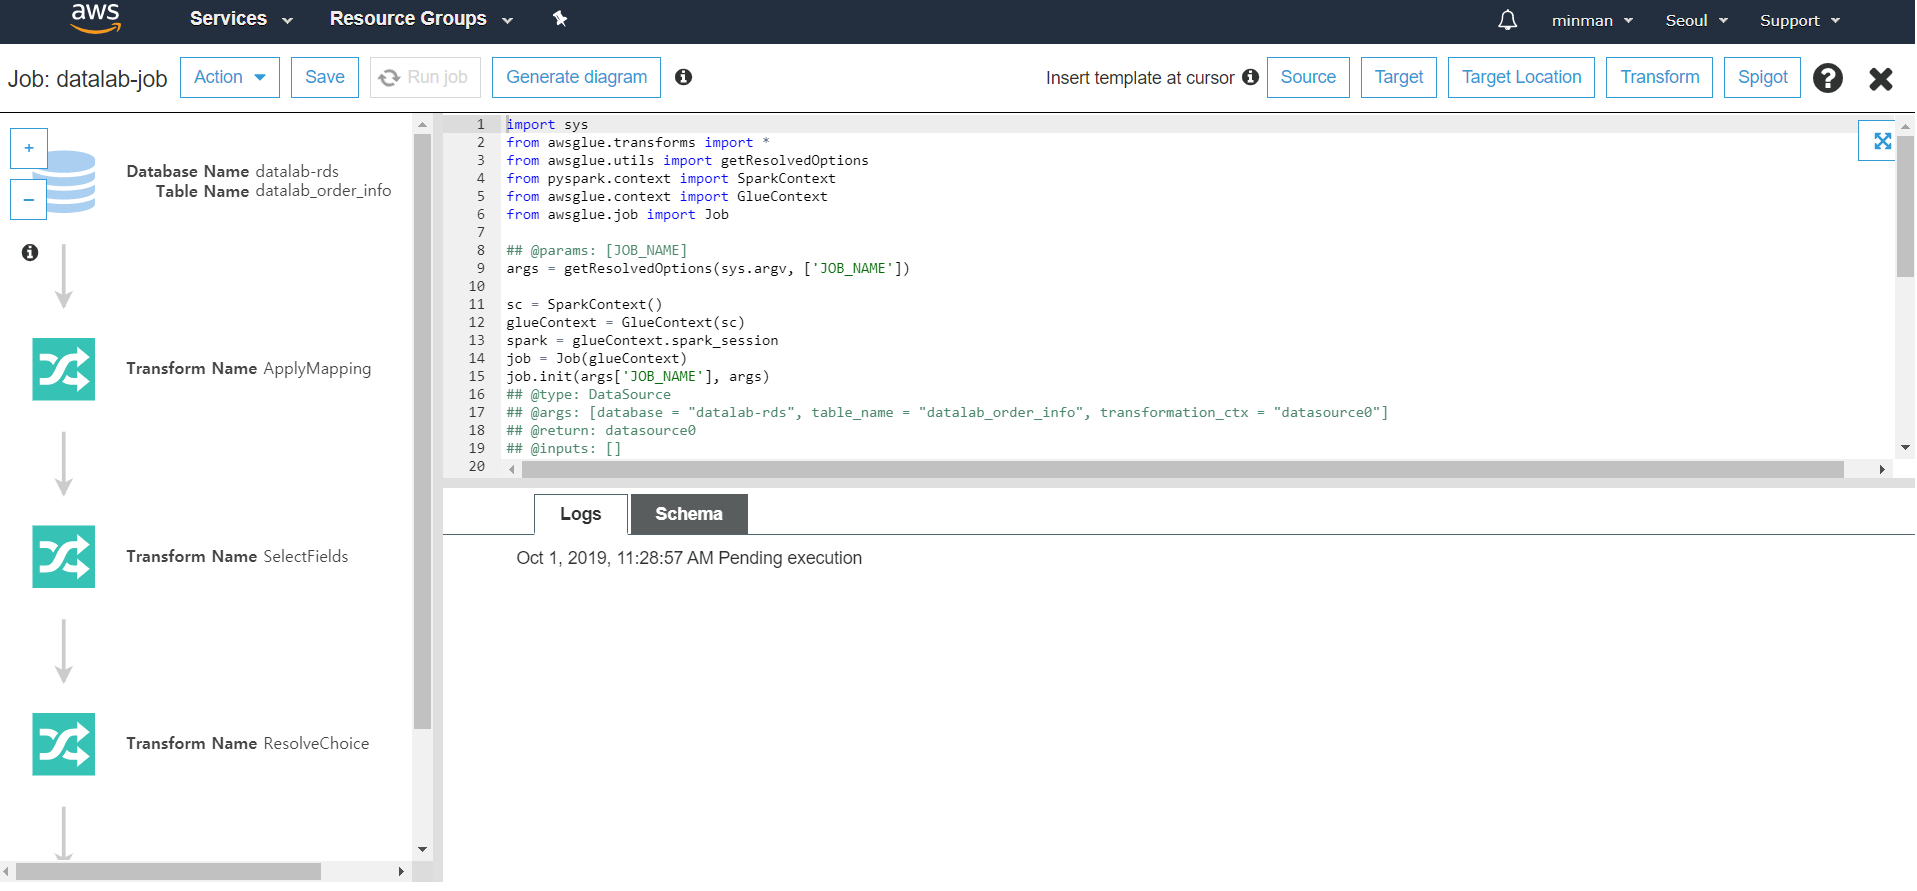 aws Services Resource Groups minman Seoul Support
Job: datalab-job Action Save Run job Generate diagram Insert template at cursor Source Target Target Location Transform Spigot
+
Database Name datalab-rds
Table Name datalab_order_info
−
Transform Name ApplyMapping
Transform Name SelectFields
Transform Name ResolveChoice
1 import sys
2 from awsglue.transforms import *
3 from awsglue.utils import getResolvedOptions
4 from pyspark.context import SparkContext
5 from awsglue.context import GlueContext
6 from awsglue.job import Job
7
8 ## @params: [JOB_NAME]
9 args = getResolvedOptions(sys.argv, ['JOB_NAME'])
10
11 sc = SparkContext()
12 glueContext = GlueContext(sc)
13 spark = glueContext.spark_session
14 job = Job(glueContext)
15 job.init(args['JOB_NAME'], args)
16 ## @type: DataSource
17 ## @args: [database = "datalab-rds", table_name = "datalab_order_info", transformation_ctx = "datasource0"]
18 ## @return: datasource0
19 ## @inputs: []
20
Logs Schema
Oct 1, 2019, 11:28:57 AM Pending execution